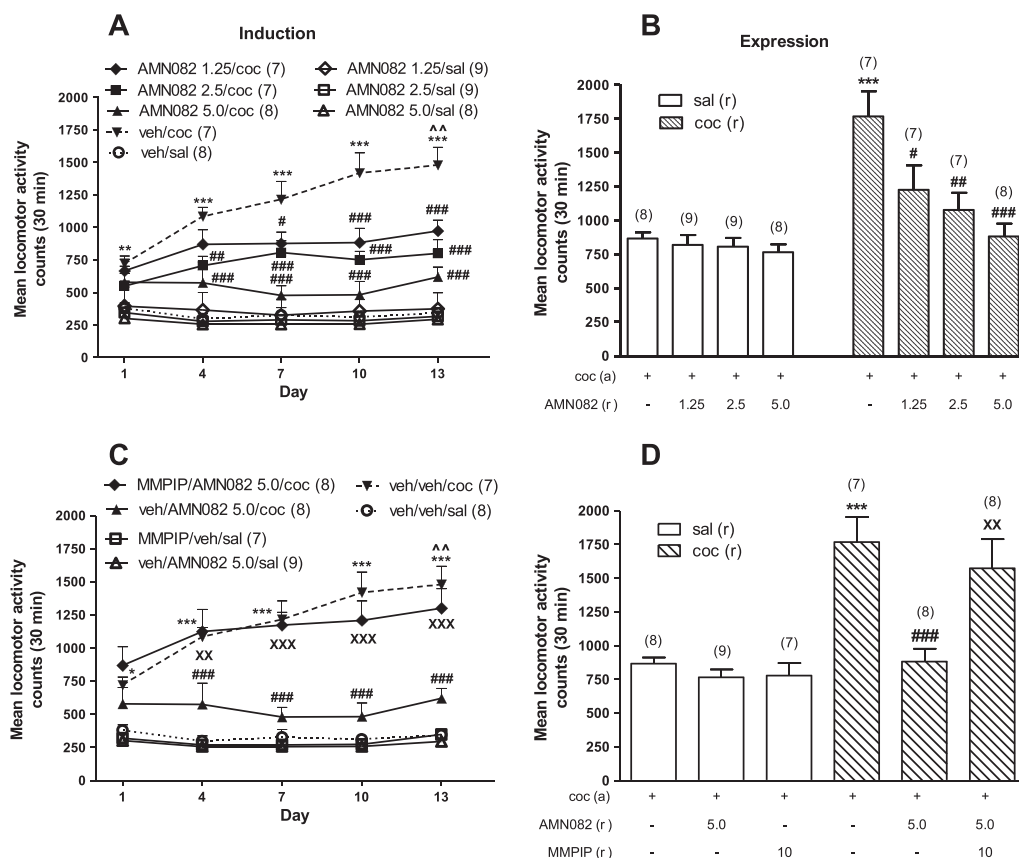 A
Induction
AMN082 1.25/coc (7)
AMN082 2.5/coc (7)
AMN082 5.0/coc (8)
veh/coc (7)
veh/sal (8)
AMN082 1.25/sal (9)
AMN082 2.5/sal (9)
AMN082 5.0/sal (8)
Mean locomotor activity
counts (30 min)
2000
1750
1500
1250
1000
750
500
250
0
**
***
***
***
^^
***
#
###
###
##
###
###
###
###
###
###
###
1
4
7
10
13
Day
B
Expression
sal (r)
coc (r)
Mean locomotor activity
counts (30 min)
2000
1750
1500
1250
1000
750
500
250
0
(8)
(9)
(9)
(8)
(7)
***
(7)
#
(7)
##
(8)
###
coc (a) + + + + + + + +
AMN082 (r) - 1.25 2.5 5.0 - 1.25 2.5 5.0
C
MMPIP/AMN082 5.0/coc (8)
veh/AMN082 5.0/coc (8)
MMPIP/veh/sal (7)
veh/AMN082 5.0/sal (9)
veh/veh/coc (7)
veh/veh/sal (8)
Mean locomotor activity
counts (30 min)
2000
1750
1500
1250
1000
750
500
250
0
*
***
***
***
^^
***
XX
XXX
XXX
XXX
###
###
###
###
1
4
7
10
13
Day
D
sal (r)
coc (r)
Mean locomotor activity
counts (30 min)
2000
1750
1500
1250
1000
750
500
250
0
(8)
(9)
(7)
(7)
***
(8)
###
(8)
XX
coc (a) + + + + + +
AMN082 (r) - 5.0 - - 5.0 5.0
MMPIP (r) - - 10 - - 10